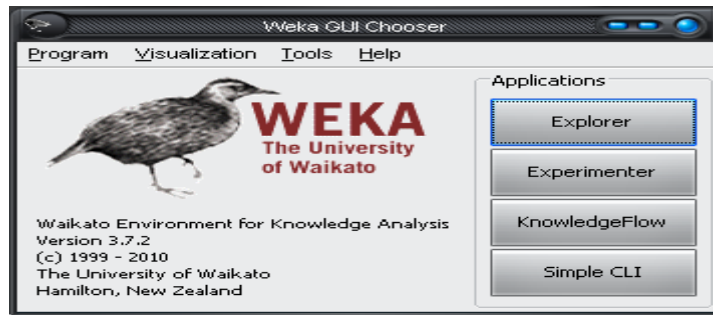 Weka GUI Chooser
Program Visualization Tools Help
WEKA
The University
of Waikato
Waikato Environment for Knowledge Analysis
Version 3.7.2
(c) 1999 - 2010
The University of Waikato
Hamilton, New Zealand
Applications
Explorer
Experimenter
KnowledgeFlow
Simple CLI